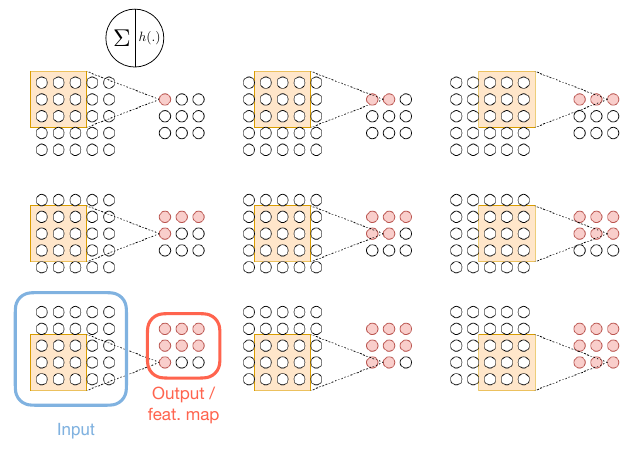 ∑ h(.)
Output /
feat. map
Input